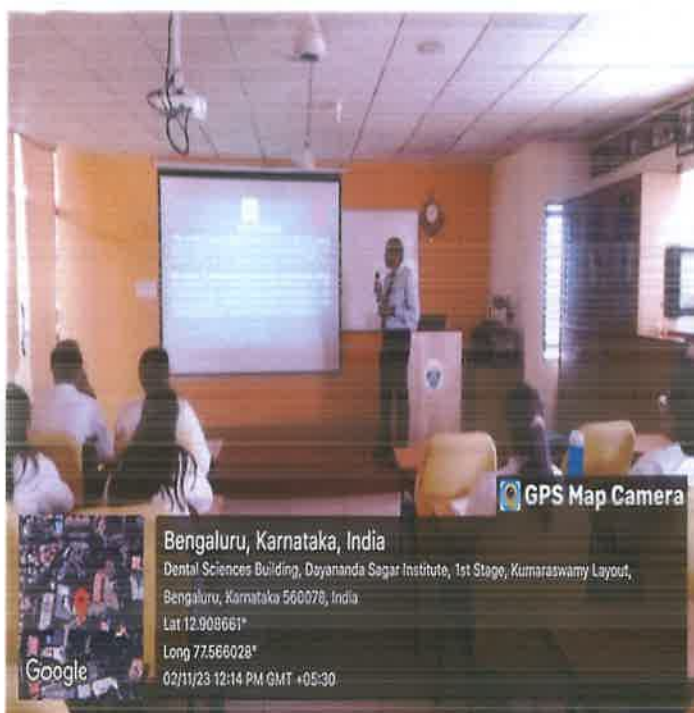 GPS Map Camera
Bengaluru, Karnataka, India
Dental Sciences Building, Dayananda Sagar Institute, 1st Stage, Kumaraswamy Layout,
Bengaluru, Karnataka 560078, India
Lat 12.908661°
Long 77.566028°
02/11/23 12:14 PM GMT +05:30
Google